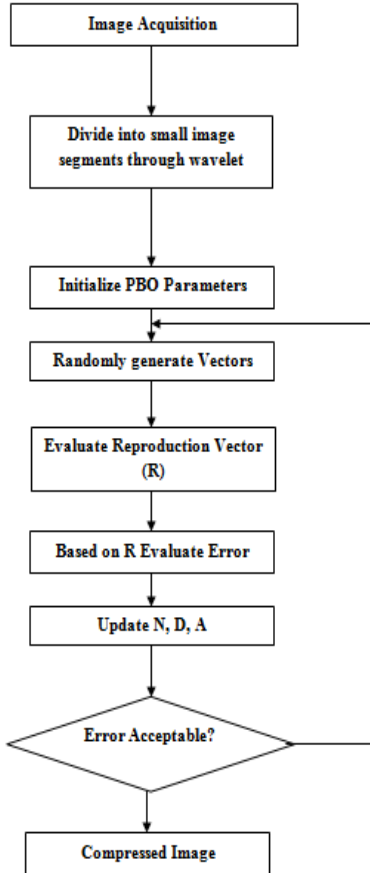 Image Acquisition
Divide into small image
segments through wavelet
Initialize PBO Parameters
Randomly generate Vectors
Evaluate Reproduction Vector
(R)
Based on R Evaluate Error
Update N, D, A
Error Acceptable?
Compressed Image